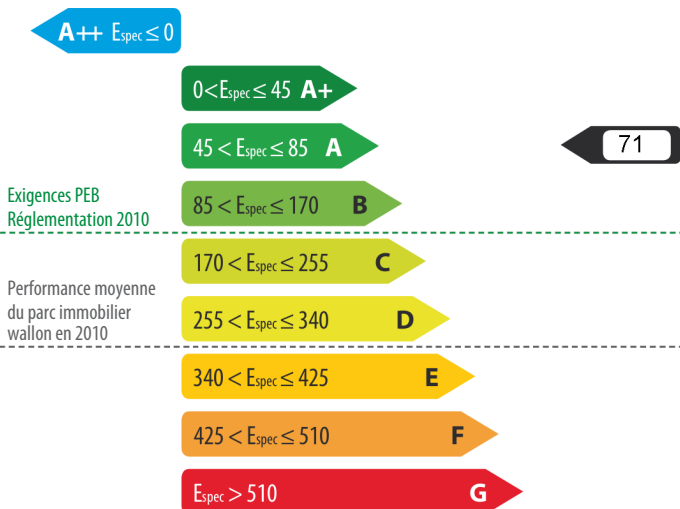 A++ Espec ≤ 0
0<Espec ≤ 45 A+
45 < Espec ≤ 85 A
71
Exigences PEB
Réglementation 2010
85 < Espec ≤ 170 B
170 < Espec ≤ 255 C
Performance moyenne
du parc immobilier
wallon en 2010
255 < Espec ≤ 340 D
340 < Espec ≤ 425 E
425 < Espec ≤ 510 F
Espec > 510 G